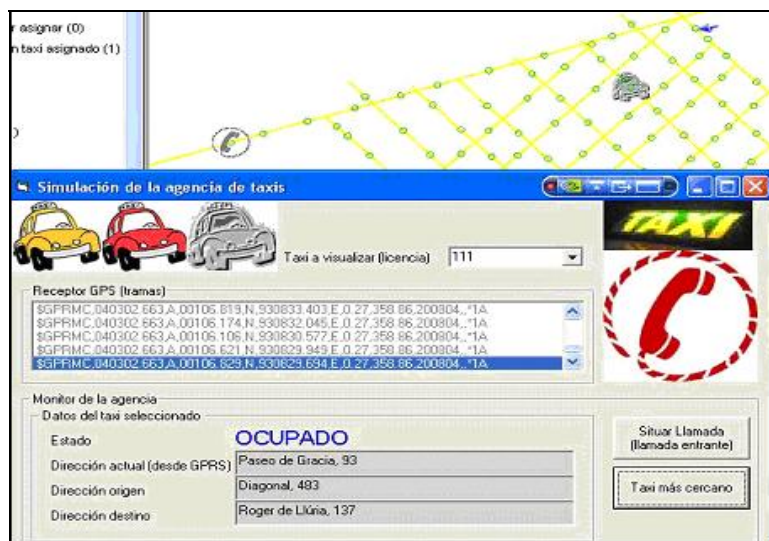 r asignar (0)
n taxi asignado (1)
)
Simulación de la agencia de taxis
TAXI
Taxi a visualizar (licencia)
111
Receptor GPS (tramas)
$GPRMC,040302.663,A,00106.819,N,930833.403,E,0.27,358.86,200804,,*1A
$GPRMC,040302.663,A,00106.174,N,930832.045,E,0.27,358.86,200804,,*1A
$GPRMC,040302.663,A,00106.106,N,930830.577,E,0.27,358.86,200804,,*1A
$GPRMC,040302.663,A,00106.621,N,930829.949,E,0.27,358.86,200804,,*1A
$GPRMC,040302.663,A,00106.829,N,930829.694,E,0.27,358.86,200804,,*1A
Monitor de la agencia
Datos del taxi seleccionado
Estado
OCUPADO
Dirección actual (desde GPRS)
Paseo de Gracia, 93
Dirección origen
Diagonal, 483
Dirección destino
Roger de Llúria, 137
Situar Llamada
(llamada entrante)
Taxi más cercano